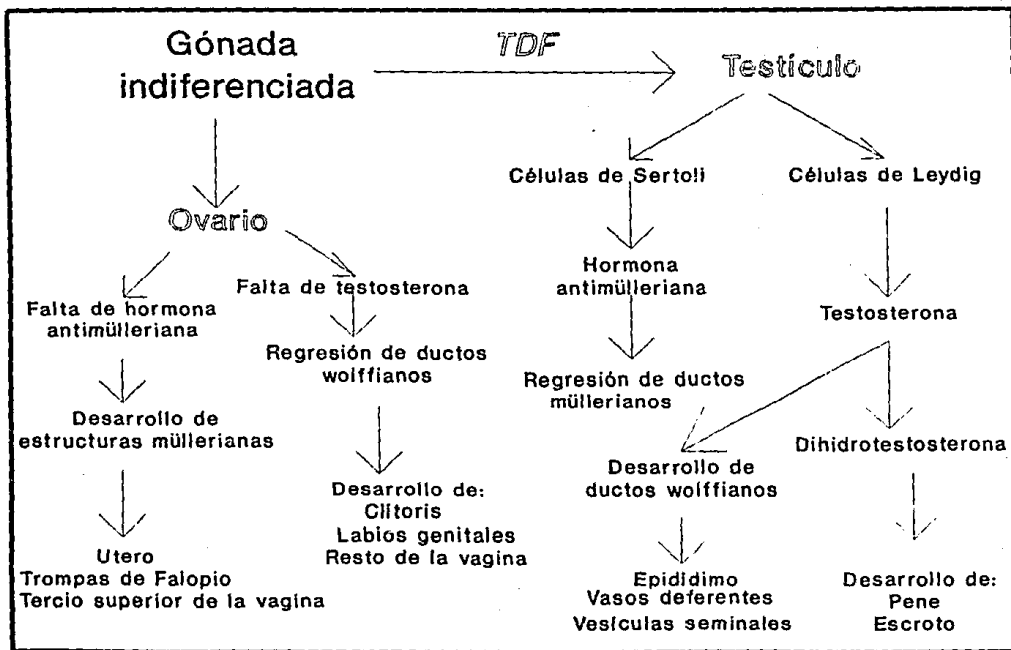 Gónada
indiferenciada
TDF
Testículo
Ovario
Falta de hormona
antimülleriana
Desarrollo de
estructuras müllerianas
Utero
Trompas de Falopio
Tercio superior de la vagina
Falta de testosterona
Regresión de ductos
wolffianos
Desarrollo de:
Clitoris
Labios genitales
Resto de la vagina
Células de Sertoli
Hormona
antimülleriana
Regresión de ductos
müllerianos
Células de Leydig
Testosterona
Desarrollo de
ductos wolffianos
Epidídimo
Vasos deferentes
Vesículas seminales
Dihidrotestosterona
Desarrollo de:
Pene
Escroto